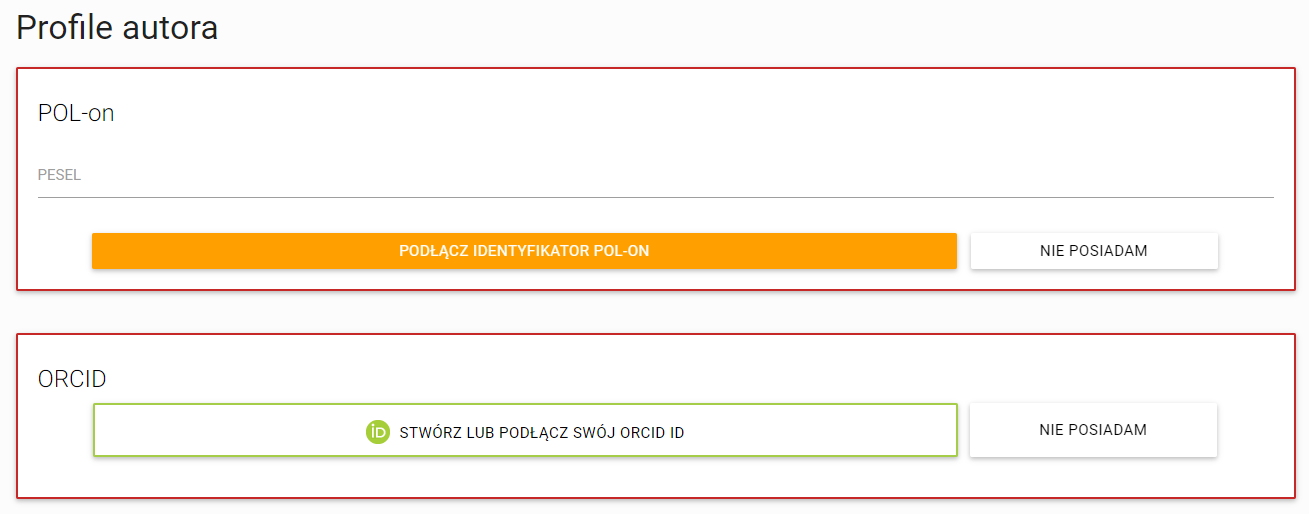 Profile autora
POL-on
PESEL
PODŁĄCZ IDENTYFIKATOR POL-ON
NIE POSIADAM
ORCID
iD STWÓRZ LUB PODŁĄCZ SWÓJ ORCID ID
NIE POSIADAM